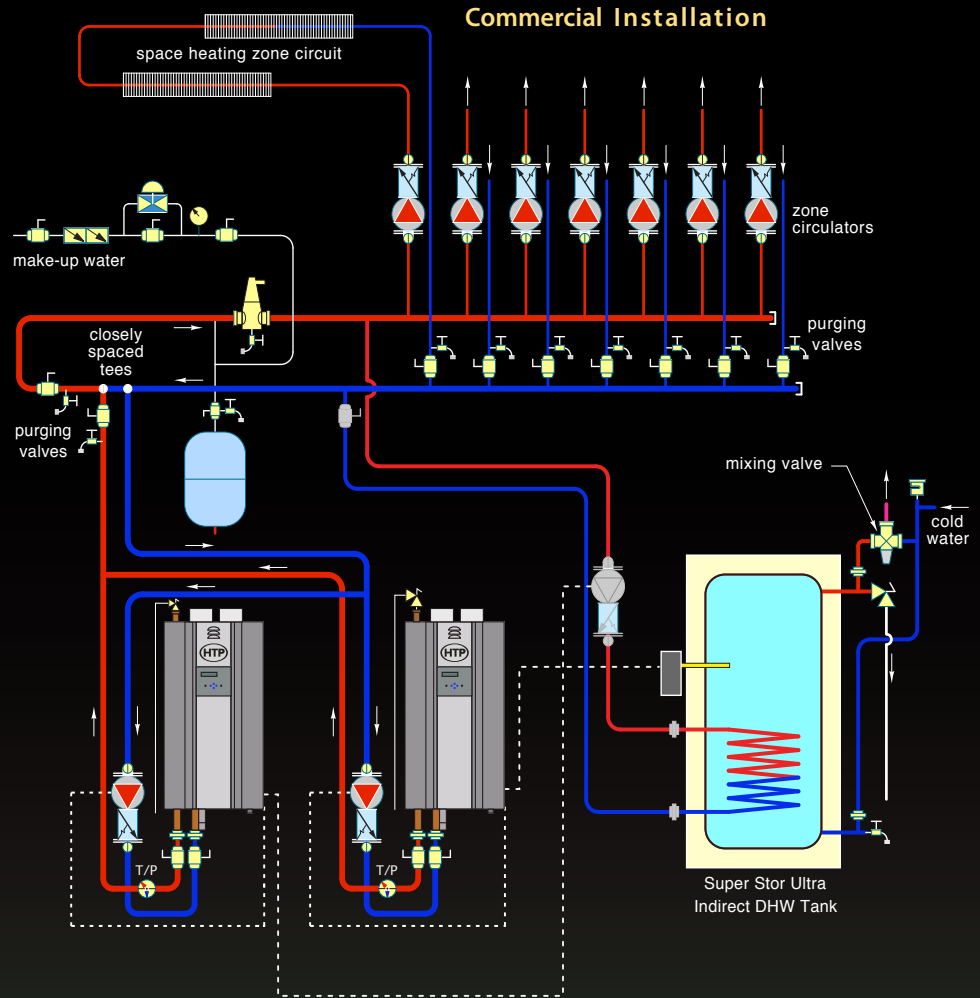 Commercial Installation
space heating zone circuit
zone
circulators
make-up water
closely
spaced
tees
purging
valves
purging
valves
mixing valve
cold
water
HTP
HTP
T/P
T/P
Super Stor Ultra
Indirect DHW Tank